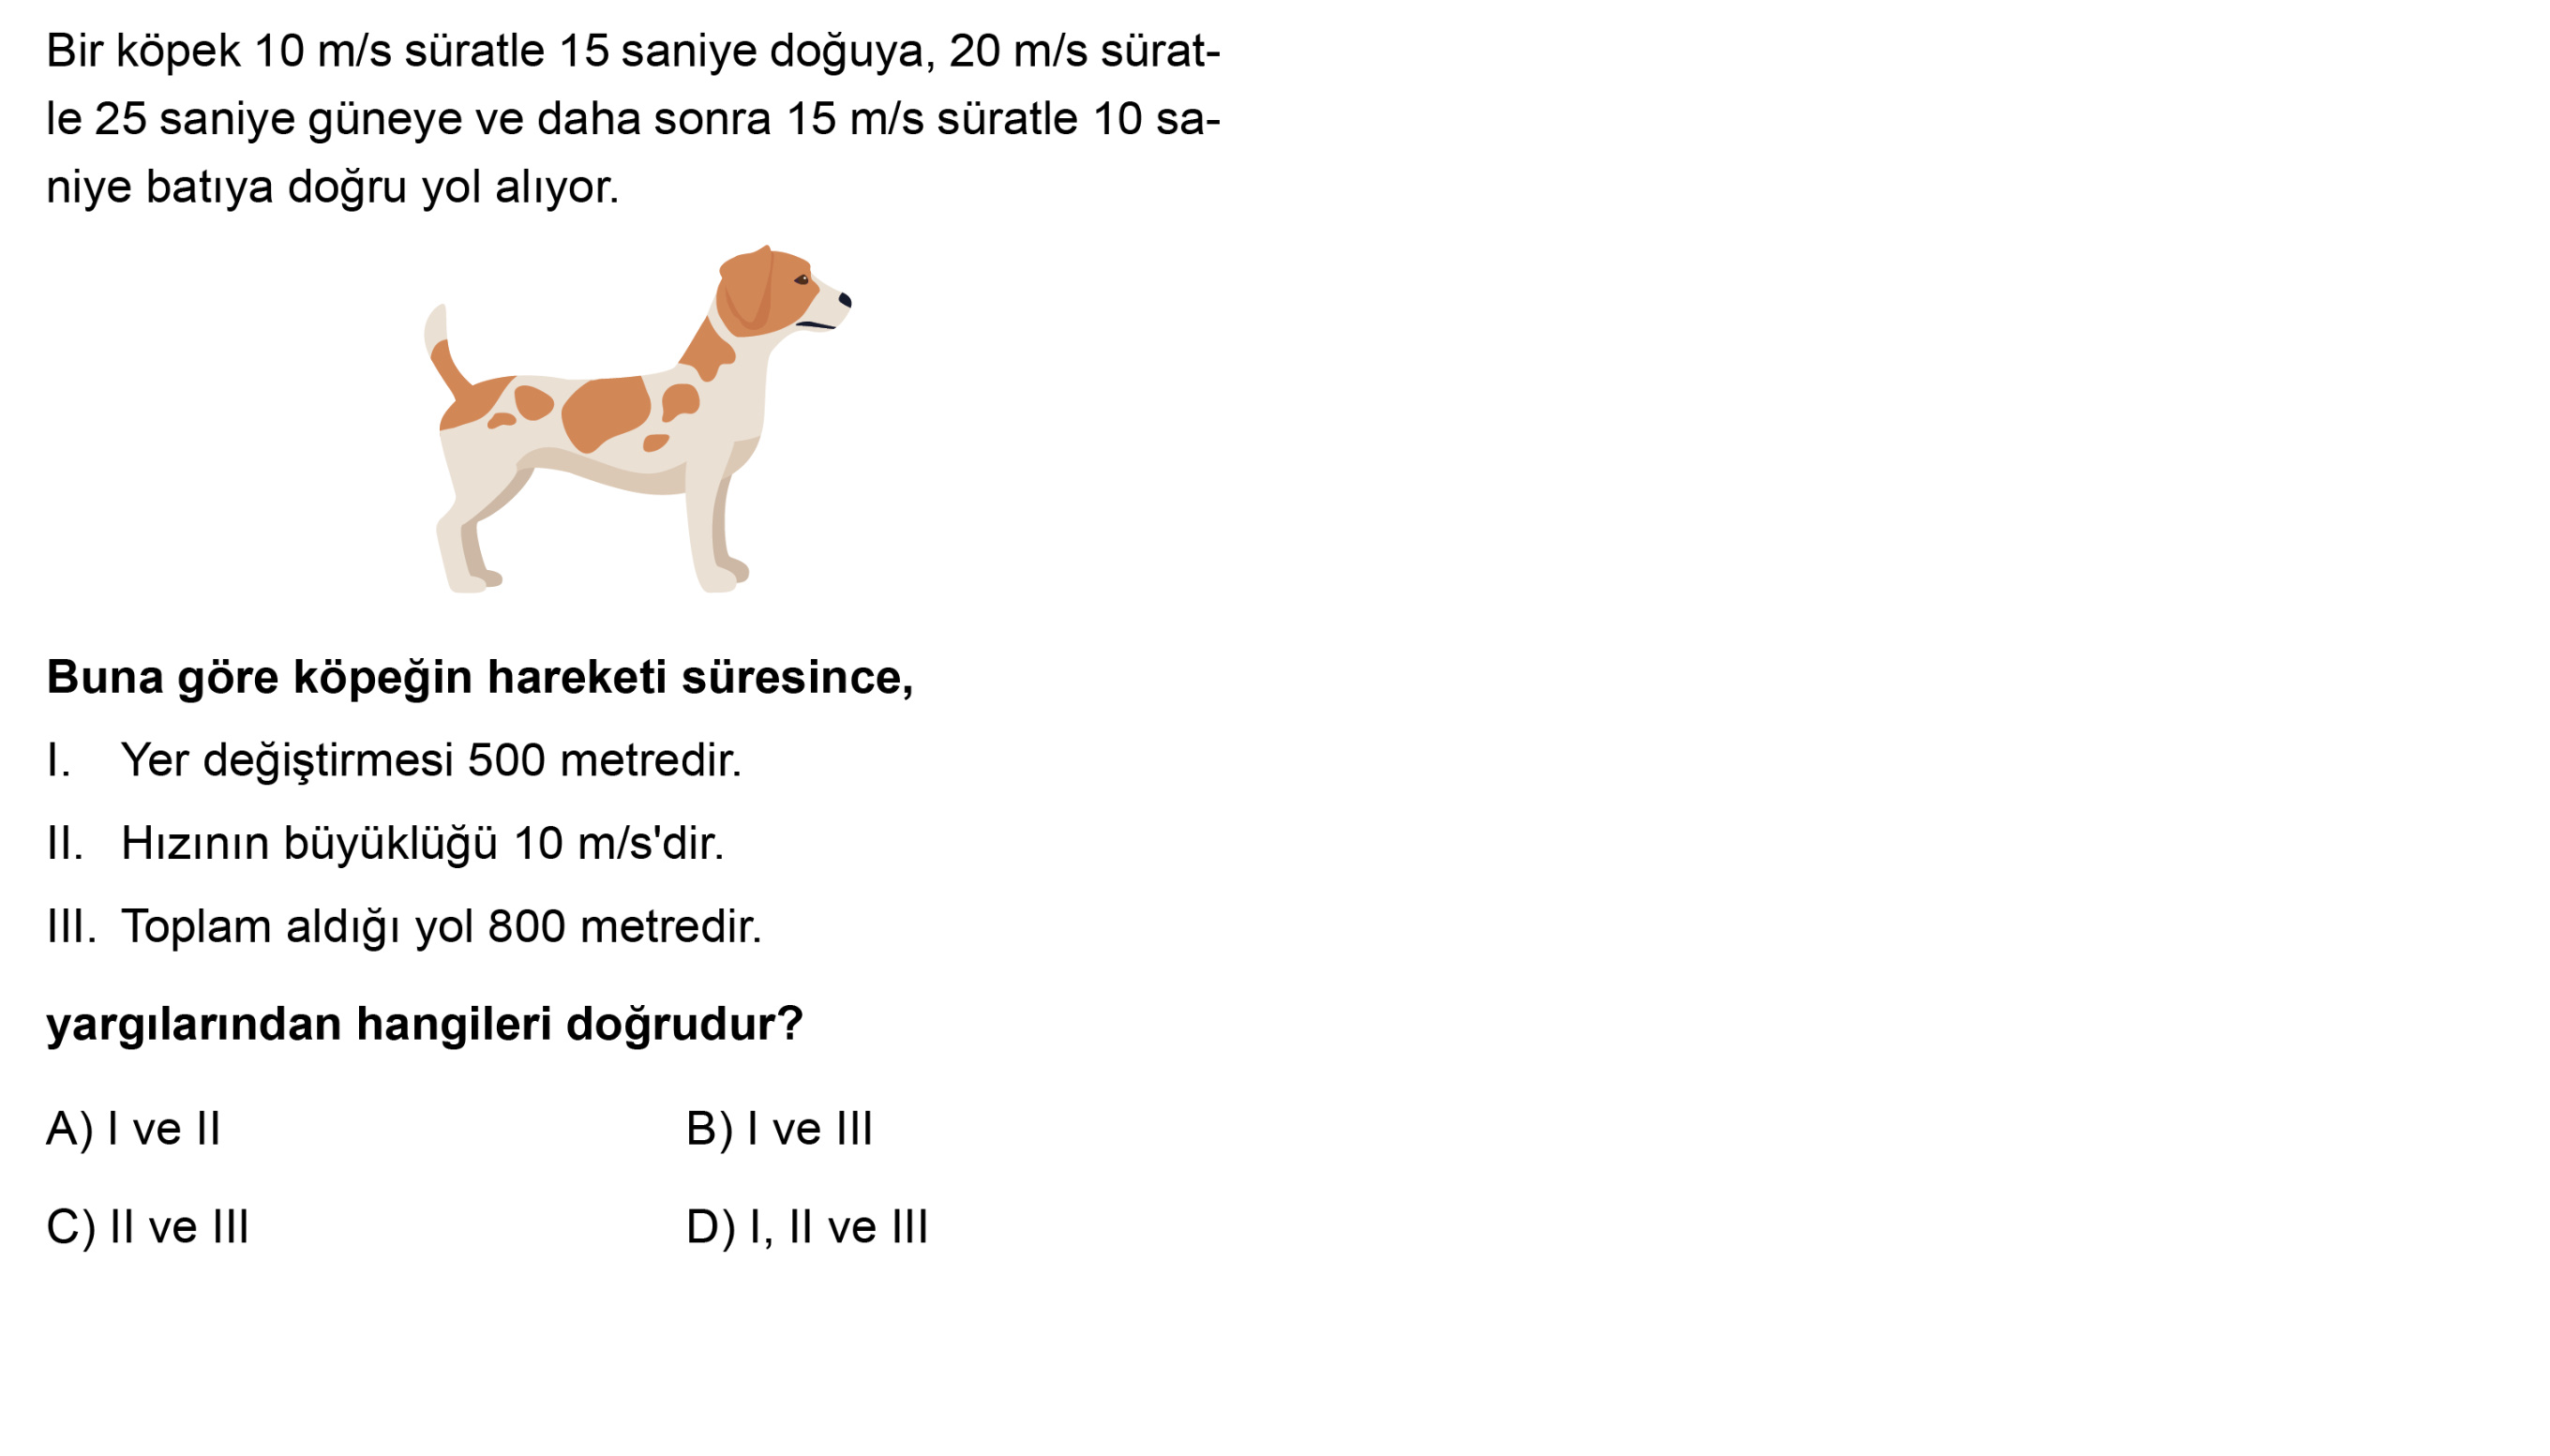 Bir köpek 10 m/s süratle 15 saniye doğuya, 20 m/s sürat-
le 25 saniye güneye ve daha sonra 15 m/s süratle 10 sa-
niye batıya doğru yol alıyor.
Buna göre köpeğin hareketi süresince,
I. Yer değiştirmesi 500 metredir.
II. Hızının büyüklüğü 10 m/s'dir.
III. Toplam aldığı yol 800 metredir.
yargılarından hangileri doğrudur?
A) I ve II B) I ve III
C) II ve III D) I, II ve III